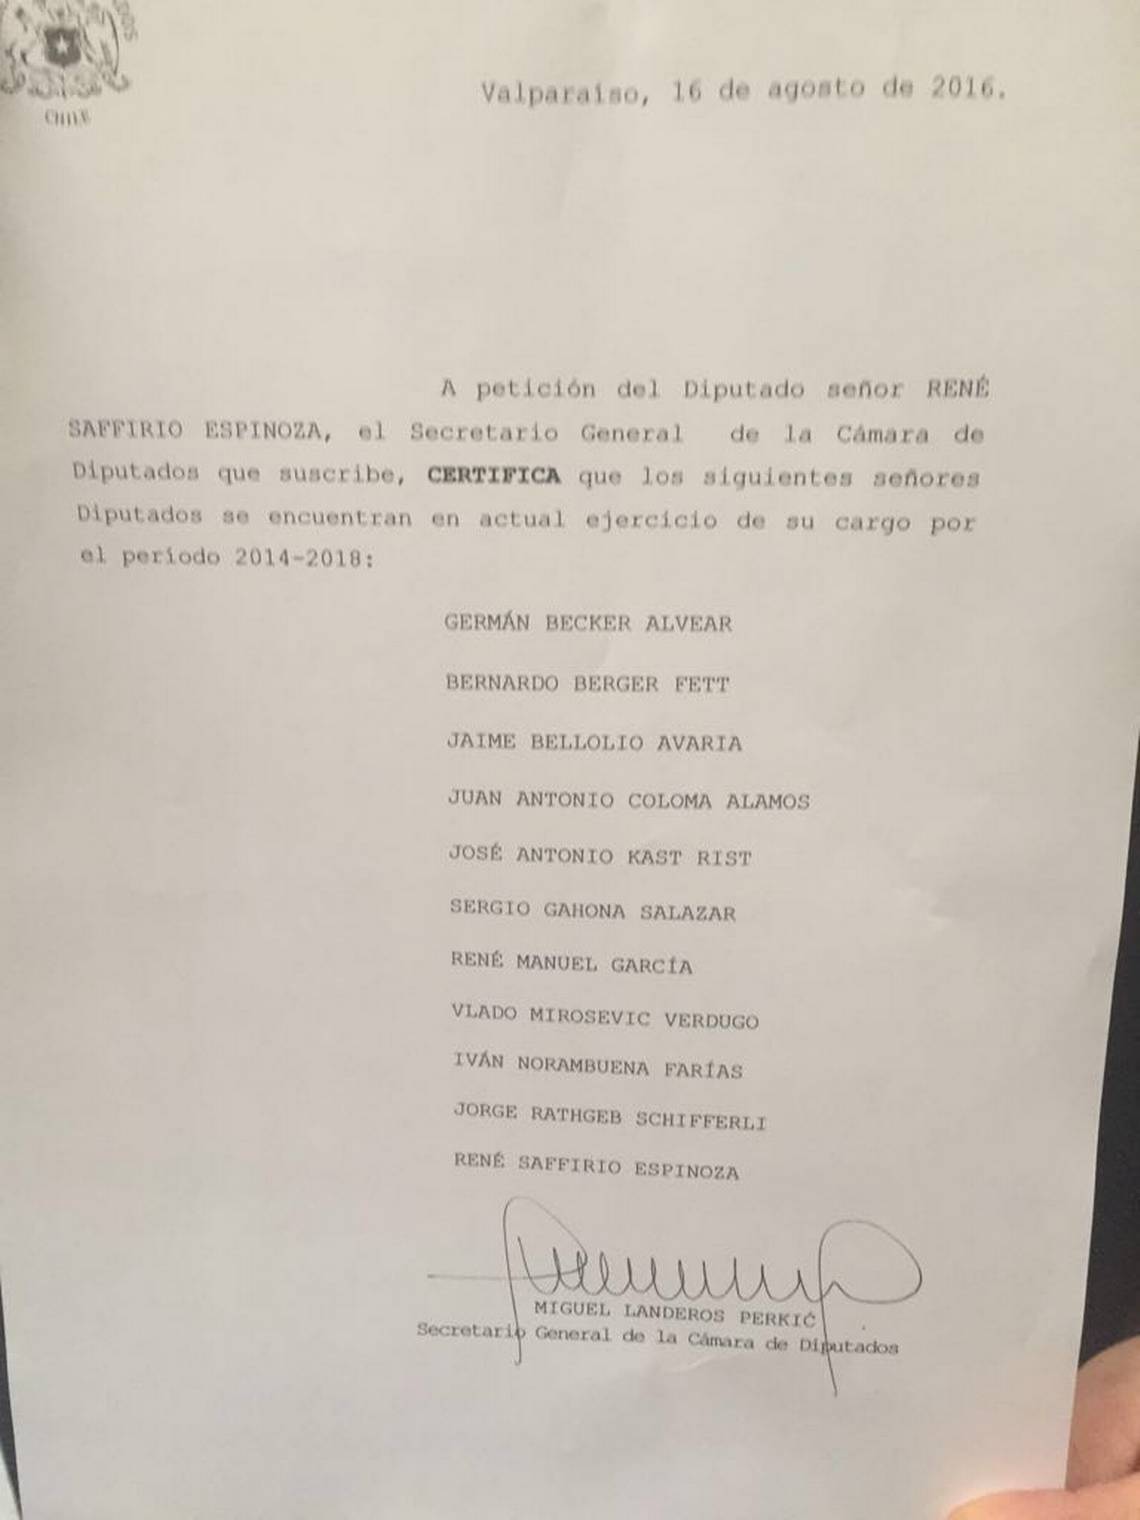 CHILE
Valparaíso, 16 de agosto de 2016.
A petición del Diputado señor RENÉ
SAFFIRIO ESPINOZA, el Secretario General de la Cámara de
Diputados que suscribe, CERTIFICA que los siguientes señores
Diputados se encuentran en actual ejercicio de su cargo por
el período 2014-2018:
GERMÁN BECKER ALVEAR
BERNARDO BERGER FETT
JAIME BELLOLIO AVARIA
JUAN ANTONIO COLOMA ALAMOS
JOSÉ ANTONIO KAST RIST
SERGIO GAHONA SALAZAR
RENÉ MANUEL GARCÍA
VLADO MIROSEVIC VERDUGO
IVÁN NORAMBUENA FARÍAS
JORGE RATHGEB SCHIFFERLI
RENÉ SAFFIRIO ESPINOZA
MIGUEL LANDEROS PERKIĆ
Secretario General de la Cámara de Diputados